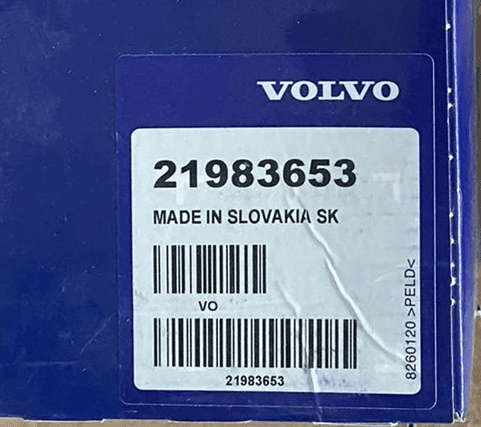 VOLVO
21983653
MADE IN SLOVAKIA SK
VO
21983653
8260120 >PELD<